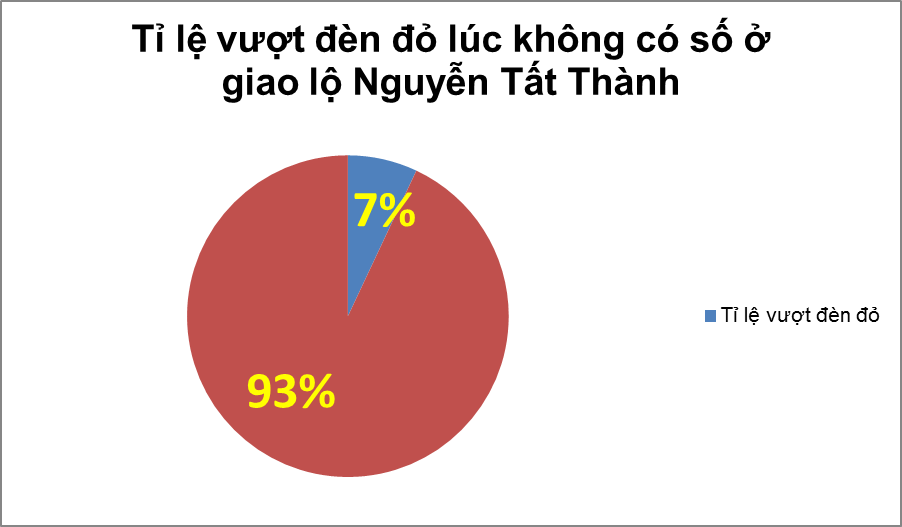 Tỉ lệ vượt đèn đỏ lúc không có số ở
giao lộ Nguyễn Tất Thành
7%
Tỉ lệ vượt đèn đỏ
93%